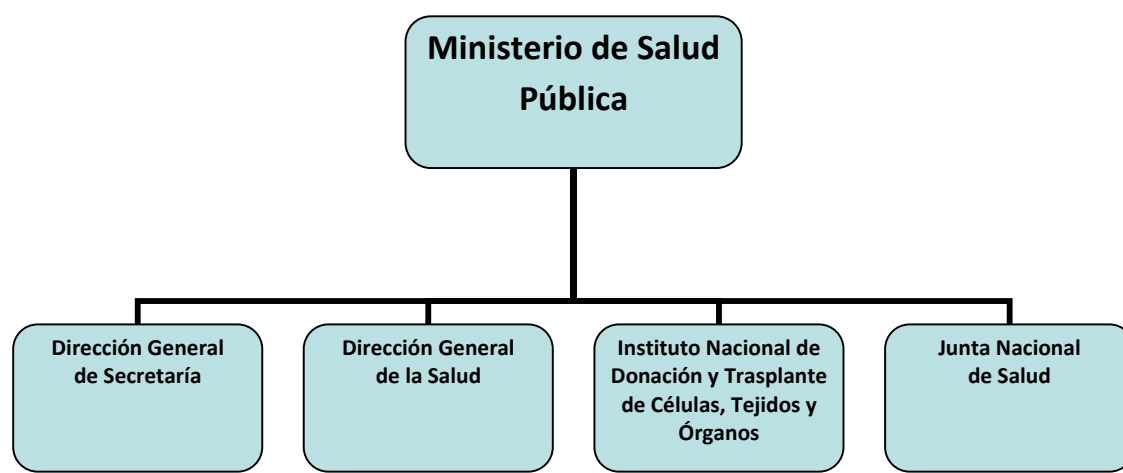 Ministerio de Salud
Pública
Dirección General
de Secretaría
Dirección General
de la Salud
Instituto Nacional de
Donación y Trasplante
de Células, Tejidos y
Órganos
Junta Nacional
de Salud